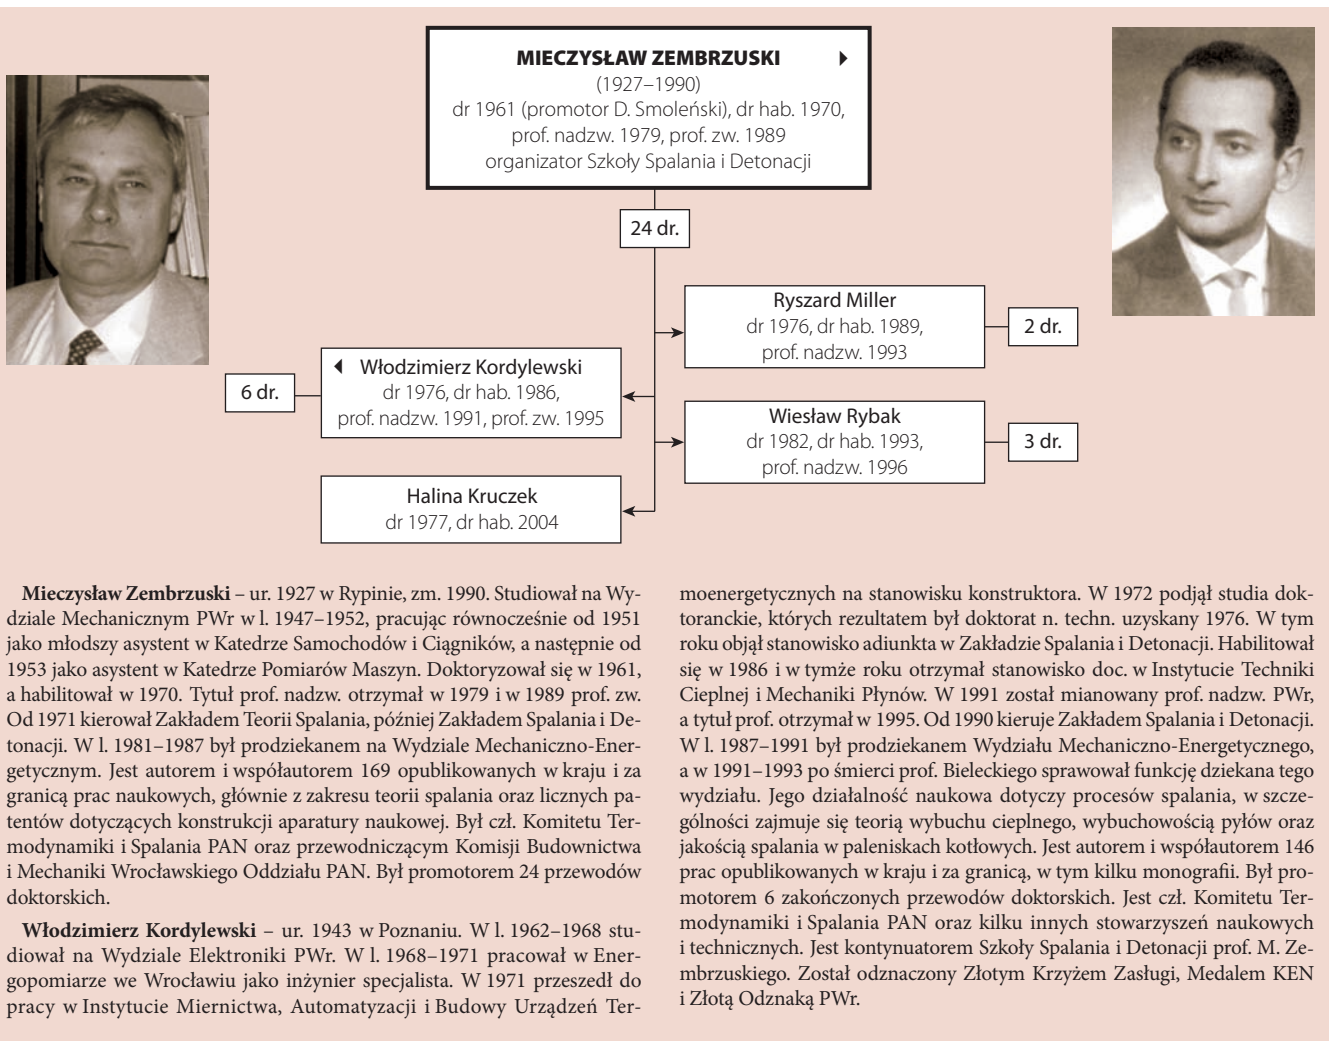 MIECZYSŁAW ZEMBRZUSKI
(1927–1990)
dr 1961 (promotor D. Smoleński), dr hab. 1970,
prof. nadzw. 1979, prof. zw. 1989
organizator Szkoły Spalania i Detonacji
24 dr.
Ryszard Miller
dr 1976, dr hab. 1989,
prof. nadzw. 1993
2 dr.
Włodzimierz Kordylewski
dr 1976, dr hab. 1986,
prof. nadzw. 1991, prof. zw. 1995
6 dr.
Wiesław Rybak
dr 1982, dr hab. 1993,
prof. nadzw. 1996
3 dr.
Halina Kruczek
dr 1977, dr hab. 2004
Mieczysław Zembrzuski – ur. 1927 w Rypinie, zm. 1990. Studiował na Wy-
dziale Mechanicznym PWr w l. 1947–1952, pracując równocześnie od 1951
jako młodszy asystent w Katedrze Samochodów i Ciągników, a następnie od
1953 jako asystent w Katedrze Pomiarów Maszyn. Doktoryzował się w 1961,
a habilitował w 1970. Tytuł prof. nadzw. otrzymał w 1979 i w 1989 prof. zw.
Od 1971 kierował Zakładem Teorii Spalania, później Zakładem Spalania i De-
tonacji. W l. 1981–1987 był prodziekanem na Wydziale Mechaniczno-Ener-
getycznym. Jest autorem i współautorem 169 opublikowanych w kraju i za
granicą prac naukowych, głównie z zakresu teorii spalania oraz licznych pa-
tentów dotyczących konstrukcji aparatury naukowej. Był czł. Komitetu Ter-
modynamiki i Spalania PAN oraz przewodniczącym Komisji Budownictwa
i Mechaniki Wrocławskiego Oddziału PAN. Był promotorem 24 przewodów
doktorskich.
Włodzimierz Kordylewski – ur. 1943 w Poznaniu. W l. 1962–1968 stu-
diował na Wydziale Elektroniki PWr. W l. 1968–1971 pracował w Ener-
gopomiarze we Wrocławiu jako inżynier specjalista. W 1971 przeszedł do
pracy w Instytucie Miernictwa, Automatyzacji i Budowy Urządzeń Ter-
moenergetycznych na stanowisku konstruktora. W 1972 podjął studia dok-
toranckie, których rezultatem był doktorat n. techn. uzyskany 1976. W tym
roku objął stanowisko adiunkta w Zakładzie Spalania i Detonacji. Habilitował
się w 1986 i w tymże roku otrzymał stanowisko doc. w Instytucie Techniki
Cieplnej i Mechaniki Płynów. W 1991 został mianowany prof. nadzw. PWr,
a tytuł prof. otrzymał w 1995. Od 1990 kieruje Zakładem Spalania i Detonacji.
W l. 1987–1991 był prodziekanem Wydziału Mechaniczno-Energetycznego,
a w 1991–1993 po śmierci prof. Bieleckiego sprawował funkcję dziekana tego
wydziału. Jego działalność naukowa dotyczy procesów spalania, w szcze-
gólności zajmuje się teorią wybuchu cieplnego, wybuchowością pyłów oraz
jakością spalania w paleniskach kotłowych. Jest autorem i współautorem 146
prac opublikowanych w kraju i za granicą, w tym kilku monografii. Był pro-
motorem 6 zakończonych przewodów doktorskich. Jest czł. Komitetu Ter-
modynamiki i Spalania PAN oraz kilku innych stowarzyszeń naukowych
i technicznych. Jest kontynuatorem Szkoły Spalania i Detonacji prof. M. Ze-
mbrzuskiego. Został odznaczony Złotym Krzyżem Zasługi, Medalem KEN
i Złotą Odznaką PWr.